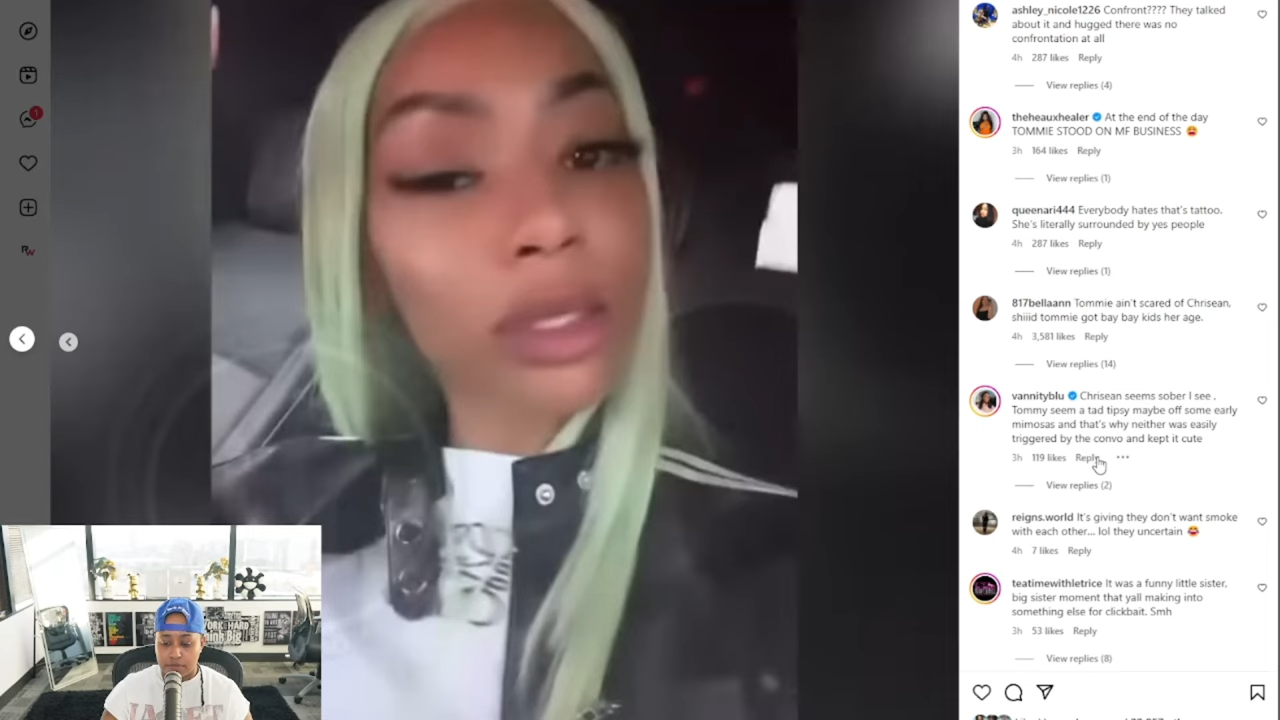 ashley_nicole1226 Confront???? They talked
about it and hugged there was no
confrontation at all
4h 287 likes Reply
View replies (4)
theheauxhealer At the end of the day
TOMMIE STOOD ON MF BUSINESS 🤩
3h 164 likes Reply
View replies (1)
queenari444 Everybody hates that's tattoo.
She's literally surrounded by yes people
4h 287 likes Reply
View replies (1)
817bellaann Tommie ain't scared of Chrisean,
shiiid tommie got bay bay kids her age.
4h 3,581 likes Reply
View replies (14)
vannityblu Chrisean seems sober I see .
Tommy seem a tad tipsy maybe off some early
mimosas and that's why neither was easily
triggered by the convo and kept it cute
3h 119 likes Reply
View replies (2)
reigns.world It's giving they don't want smoke
with each other... lol they uncertain 😂
4h 7 likes Reply
teatimewithletrice It was a funny little sister,
big sister moment that yall making into
something else for clickbait. Smh
3h 53 likes Reply
View replies (8)
1
RW
WORK HARD
Think Big